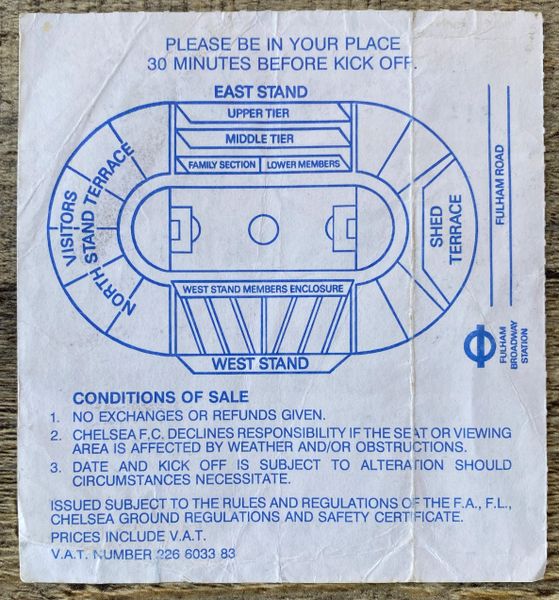 PLEASE BE IN YOUR PLACE
30 MINUTES BEFORE KICK OFF.
EAST STAND
UPPER TIER
MIDDLE TIER
FAMILY SECTION LOWER MEMBERS
VISITORS
NORTH STAND TERRACE
SHED
TERRACE
FULHAM ROAD
WEST STAND MEMBERS ENCLOSURE
WEST STAND
FULHAM
BROADWAY
STATION
CONDITIONS OF SALE
1. NO EXCHANGES OR REFUNDS GIVEN.
2. CHELSEA F.C. DECLINES RESPONSIBILITY IF THE SEAT OR VIEWING
AREA IS AFFECTED BY WEATHER AND/OR OBSTRUCTIONS.
3. DATE AND KICK OFF IS SUBJECT TO ALTERATION SHOULD
CIRCUMSTANCES NECESSITATE.
ISSUED SUBJECT TO THE RULES AND REGULATIONS OF THE F.A., F.L.,
CHELSEA GROUND REGULATIONS AND SAFETY CERTIFICATE.
PRICES INCLUDE V.A.T.
V.A.T. NUMBER 226 6033 83